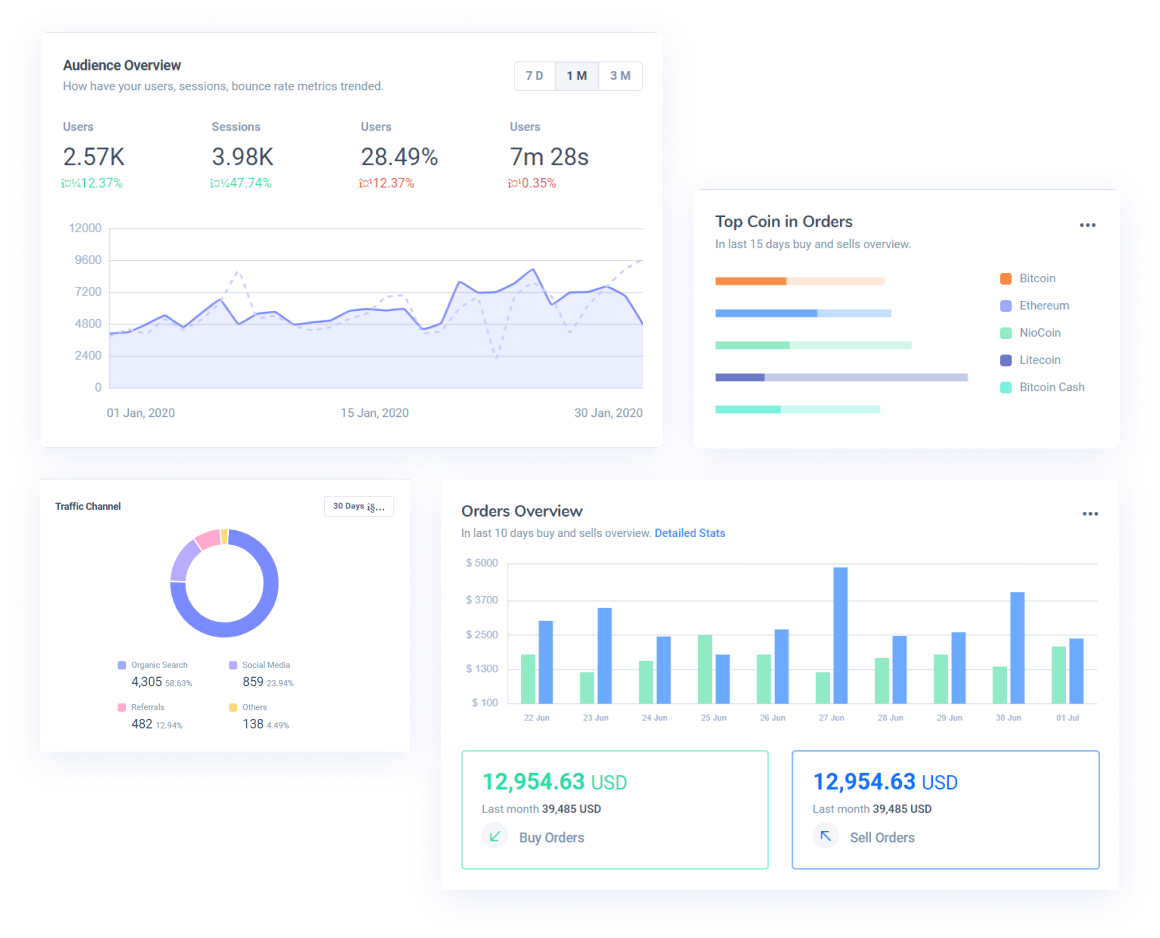 Audience Overview
How have your users, sessions, bounce rate metrics trended.
7 D
1 M
3 M
Users
Sessions
Users
Users
2.57K
3.98K
28.49%
7m 28s
12.37%
47.74%
12.37%
0.35%
12000
9600
7200
4800
2400
0
01 Jan, 2020
15 Jan, 2020
30 Jan, 2020
Top Coin in Orders
In last 15 days buy and sells overview.
Bitcoin
Ethereum
NioCoin
Litecoin
Bitcoin Cash
Traffic Channel
30 Days
Organic Search
Social Media
4,305 58.63%
859 23.94%
Referrals
Others
482 12.94%
138 4.49%
Orders Overview
In last 10 days buy and sells overview. Detailed Stats
$ 5000
$ 3700
$ 2500
$ 1300
$ 100
22 Jun
23 Jun
24 Jun
25 Jun
26 Jun
27 Jun
28 Jun
29 Jun
30 Jun
01 Jul
12,954.63 USD
Last month 39,485 USD
Buy Orders
12,954.63 USD
Last month 39,485 USD
Sell Orders